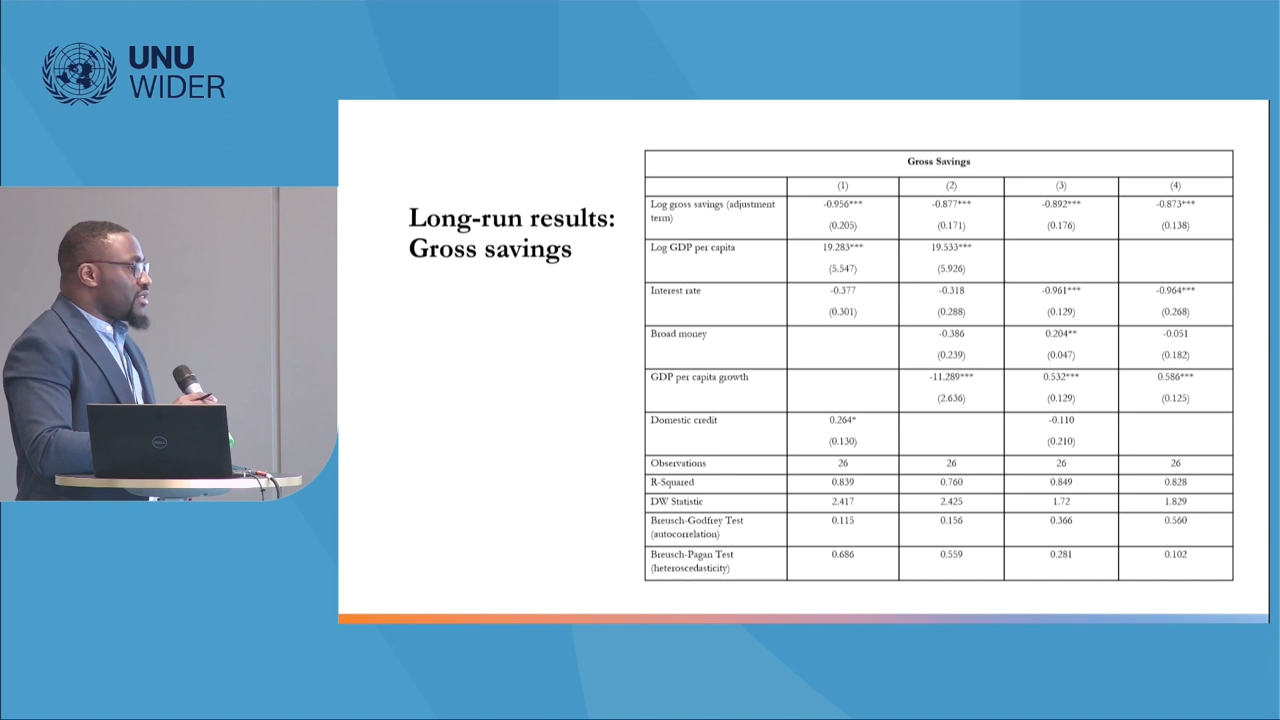 UNU
WIDER
Long-run results:
Gross savings
Gross Savings
(1) (2) (3) (4)
Log gross savings (adjustment term) -0.956*** -0.877*** -0.892*** -0.873***
(0.205) (0.171) (0.176) (0.138)
Log GDP per capita 19.283*** 19.533***
(5.547) (5.926)
Interest rate -0.377 -0.318 -0.961*** -0.964***
(0.301) (0.288) (0.129) (0.268)
Broad money -0.386 0.204** -0.051
(0.239) (0.047) (0.182)
GDP per capita growth -11.289*** 0.532*** 0.586***
(2.636) (0.129) (0.125)
Domestic credit 0.264* -0.110
(0.130) (0.210)
Observations 26 26 26 26
R-Squared 0.839 0.760 0.849 0.828
DW Statistic 2.417 2.425 1.72 1.829
Breusch-Godfrey Test (autocorrelation) 0.115 0.156 0.366 0.560
Breusch-Pagan Test (heteroscedasticity) 0.686 0.559 0.281 0.102
DELL